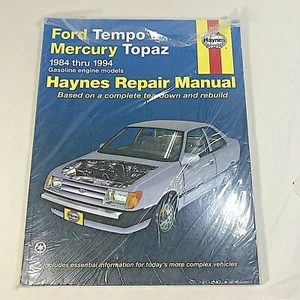 Ford Tempo &
Mercury Topaz
1984 thru 1994
Gasoline engine models
Haynes Repair Manual
Based on a complete teardown and rebuild
Haynes
Includes essential information for today's more complex vehicles